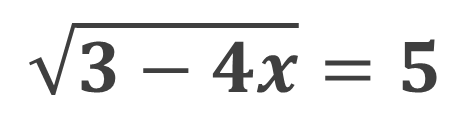 √3 − 4x = 5